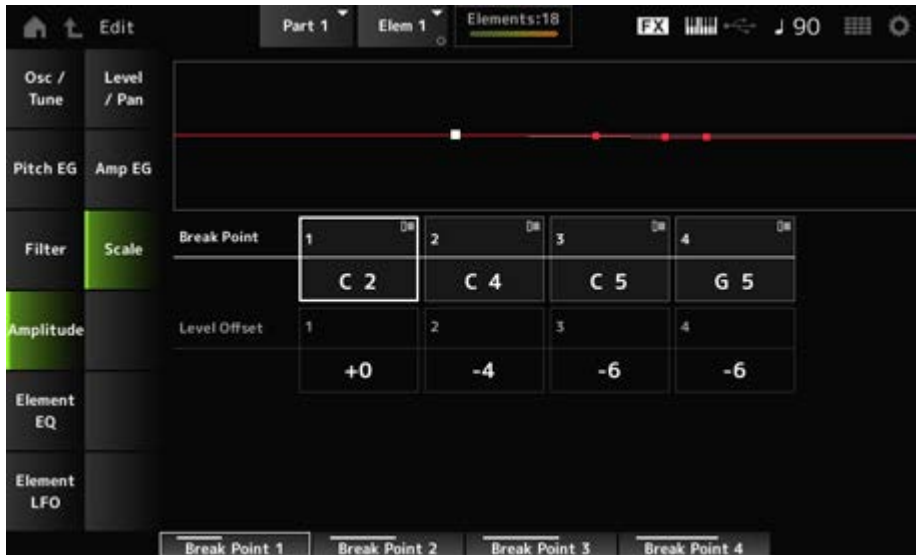 Edit Part 1 Elem 1 Elements:18 FX ♩ 90
Osc /
Tune
Level
/ Pan
Pitch EG
Amp EG
Filter
Scale
Amplitude
Element
EQ
Element
LFO
Break Point 1 2 3 4
C 2 C 4 C 5 G 5
Level Offset 1 2 3 4
+0 -4 -6 -6
Break Point 1 Break Point 2 Break Point 3 Break Point 4